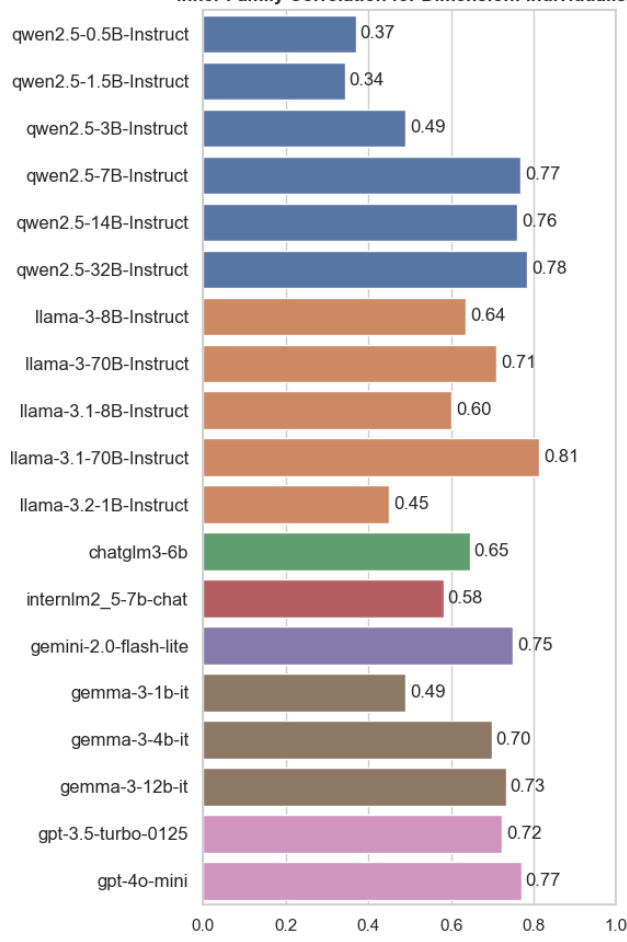 qwen2.5-0.5B-Instruct 0.37
qwen2.5-1.5B-Instruct 0.34
qwen2.5-3B-Instruct 0.49
qwen2.5-7B-Instruct 0.77
qwen2.5-14B-Instruct 0.76
qwen2.5-32B-Instruct 0.78
llama-3-8B-Instruct 0.64
llama-3-70B-Instruct 0.71
llama-3.1-8B-Instruct 0.60
llama-3.1-70B-Instruct 0.81
llama-3.2-1B-Instruct 0.45
chatglm3-6b 0.65
internlm2_5-7b-chat 0.58
gemini-2.0-flash-lite 0.75
gemma-3-1b-it 0.49
gemma-3-4b-it 0.70
gemma-3-12b-it 0.73
gpt-3.5-turbo-0125 0.72
gpt-4o-mini 0.77
0.0 0.2 0.4 0.6 0.8 1.0